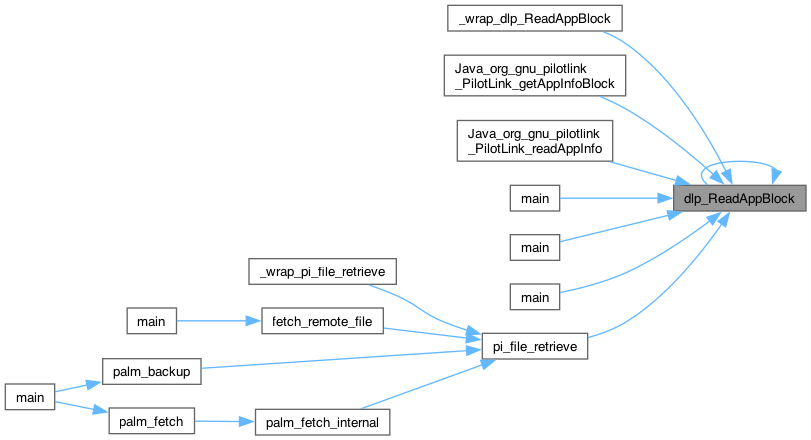 _wrap_dlp_ReadAppBlock
Java_org_gnu_pilotlink
_PilotLink_getAppInfoBlock
Java_org_gnu_pilotlink
_PilotLink_readAppInfo
main
dlp_ReadAppBlock
main
main
_wrap_pi_file_retrieve
main
fetch_remote_file
pi_file_retrieve
palm_backup
main
palm_fetch
palm_fetch_internal